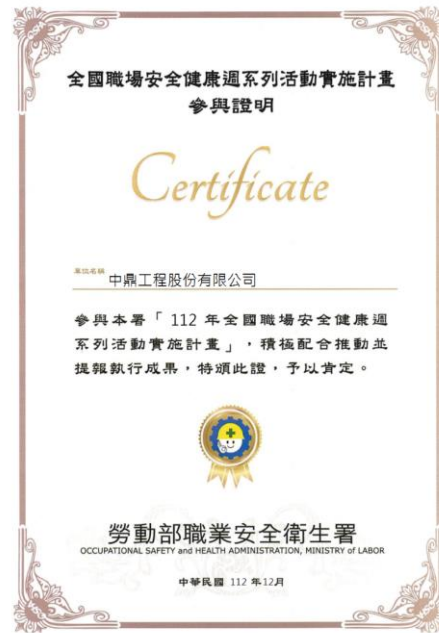 全國職場安全健康週系列活動實施計畫
參與證明
Certificate
單位名稱 中鼎工程股份有限公司
參與本署「112 年全國職場安全健康週
系列活動實施計畫」，積極配合推動並
提報執行成果，特頒此證，予以肯定。
勞動部職業安全衛生署
OCCUPATIONAL SAFETY and HEALTH ADMINISTRATION, MINISTRY of LABOR
中華民國 112 年12月